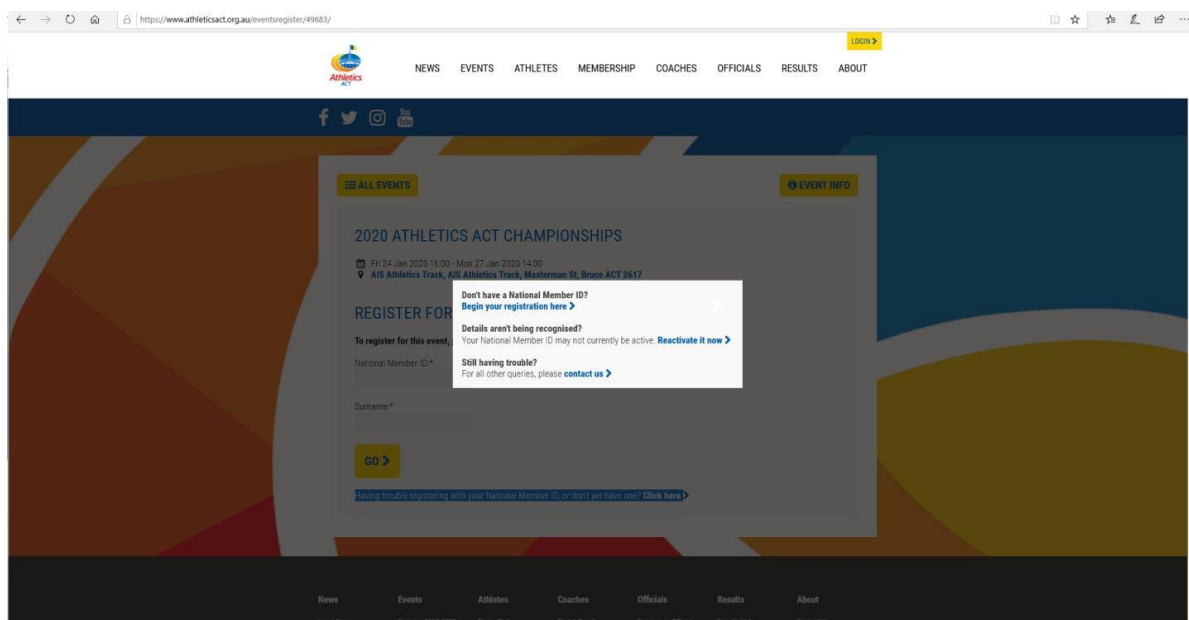 https://www.athleticsact.org.au/eventsregister/49683/
LOGIN
Athletics
ACT
NEWS EVENTS ATHLETES MEMBERSHIP COACHES OFFICIALS RESULTS ABOUT
You
Tube
ALL EVENTS
EVENT INFO
2020 ATHLETICS ACT CHAMPIONSHIPS
Fri 24 Jan 2020 16:00 - Mon 27 Jan 2020 14:00
AIS Athletics Track, AIS Athletics Track, Masterman St, Bruce ACT 2617
Don't have a National Member ID?
Begin your registration here
REGISTER FOR
Details aren't being recognised?
To register for this event,
Your National Member ID may not currently be active. Reactivate it now
Still having trouble?
National Member ID:*
For all other queries, please contact us
Surname:*
GO
Having trouble registering with your National Member ID, or don't yet have one? Click here
News Events Athletes Coaches Officials Results About